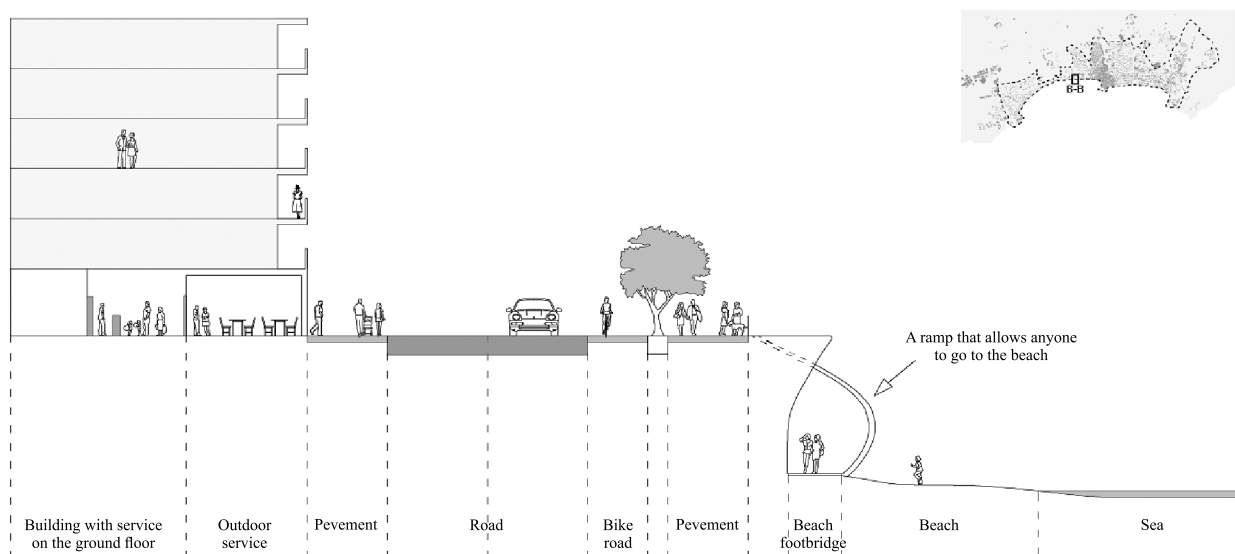 B-B
A ramp that allows anyone
to go to the beach
Building with service
on the ground floor
Outdoor
service
Pevement
Road
Bike
road
Pevement
Beach
footbridge
Beach
Sea